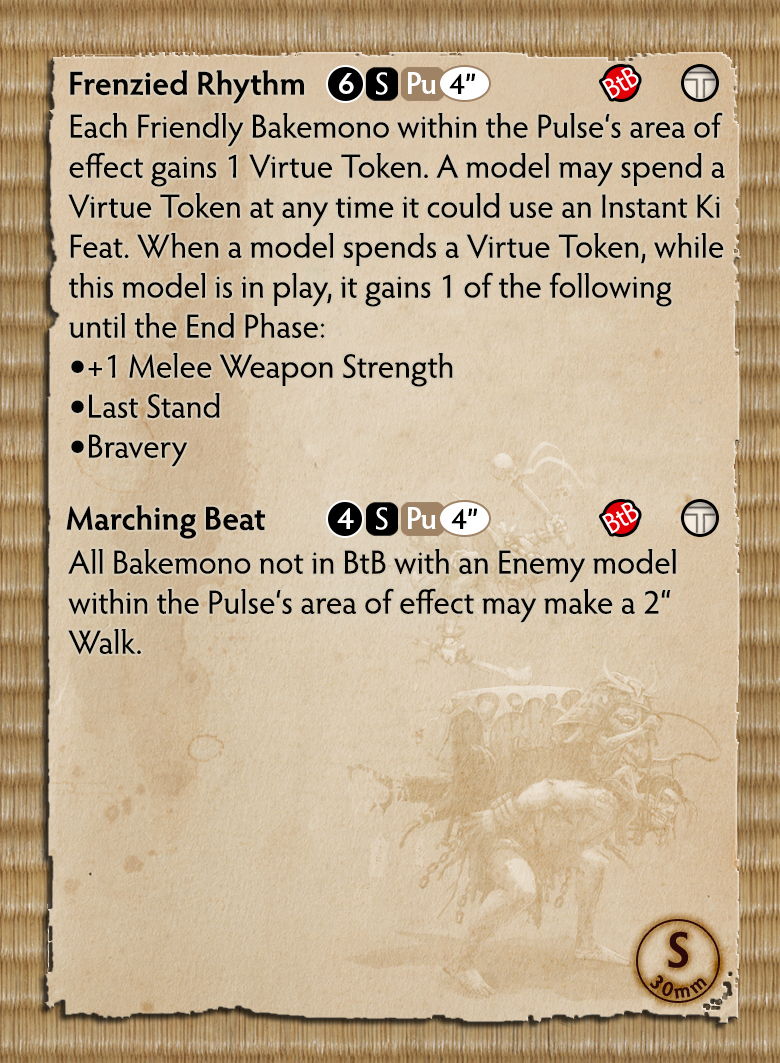 Frenzied Rhythm 6 S Pu 4" BtB T
Each Friendly Bakemono within the Pulse‘s area of
effect gains 1 Virtue Token. A model may spend a
Virtue Token at any time it could use an Instant Ki
Feat. When a model spends a Virtue Token, while
this model is in play, it gains 1 of the following
until the End Phase:
•+1 Melee Weapon Strength
•Last Stand
•Bravery
Marching Beat 4 S Pu 4" BtB T
All Bakemono not in BtB with an Enemy model
within the Pulse‘s area of effect may make a 2“
Walk.
S
30mm